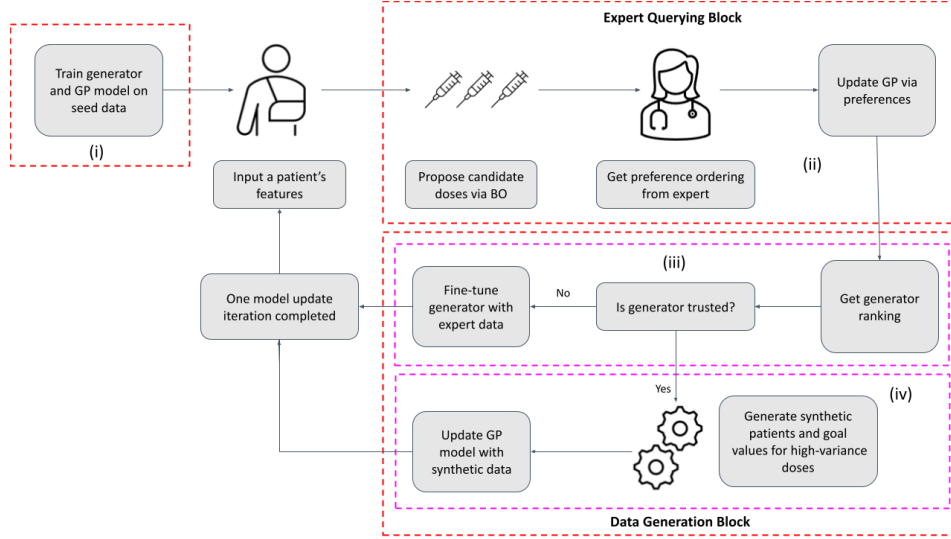 Expert Querying Block
Train generator
and GP model on
seed data
(i)
Update GP via
preferences
(ii)
Input a patient's
features
Propose candidate
doses via BO
Get preference ordering
from expert
(iii)
One model update
iteration completed
Fine-tune
generator with
expert data
No
Is generator trusted?
Get generator
ranking
Yes
(iv)
Update GP
model with
synthetic data
Generate synthetic
patients and goal
values for high-variance
doses
Data Generation Block